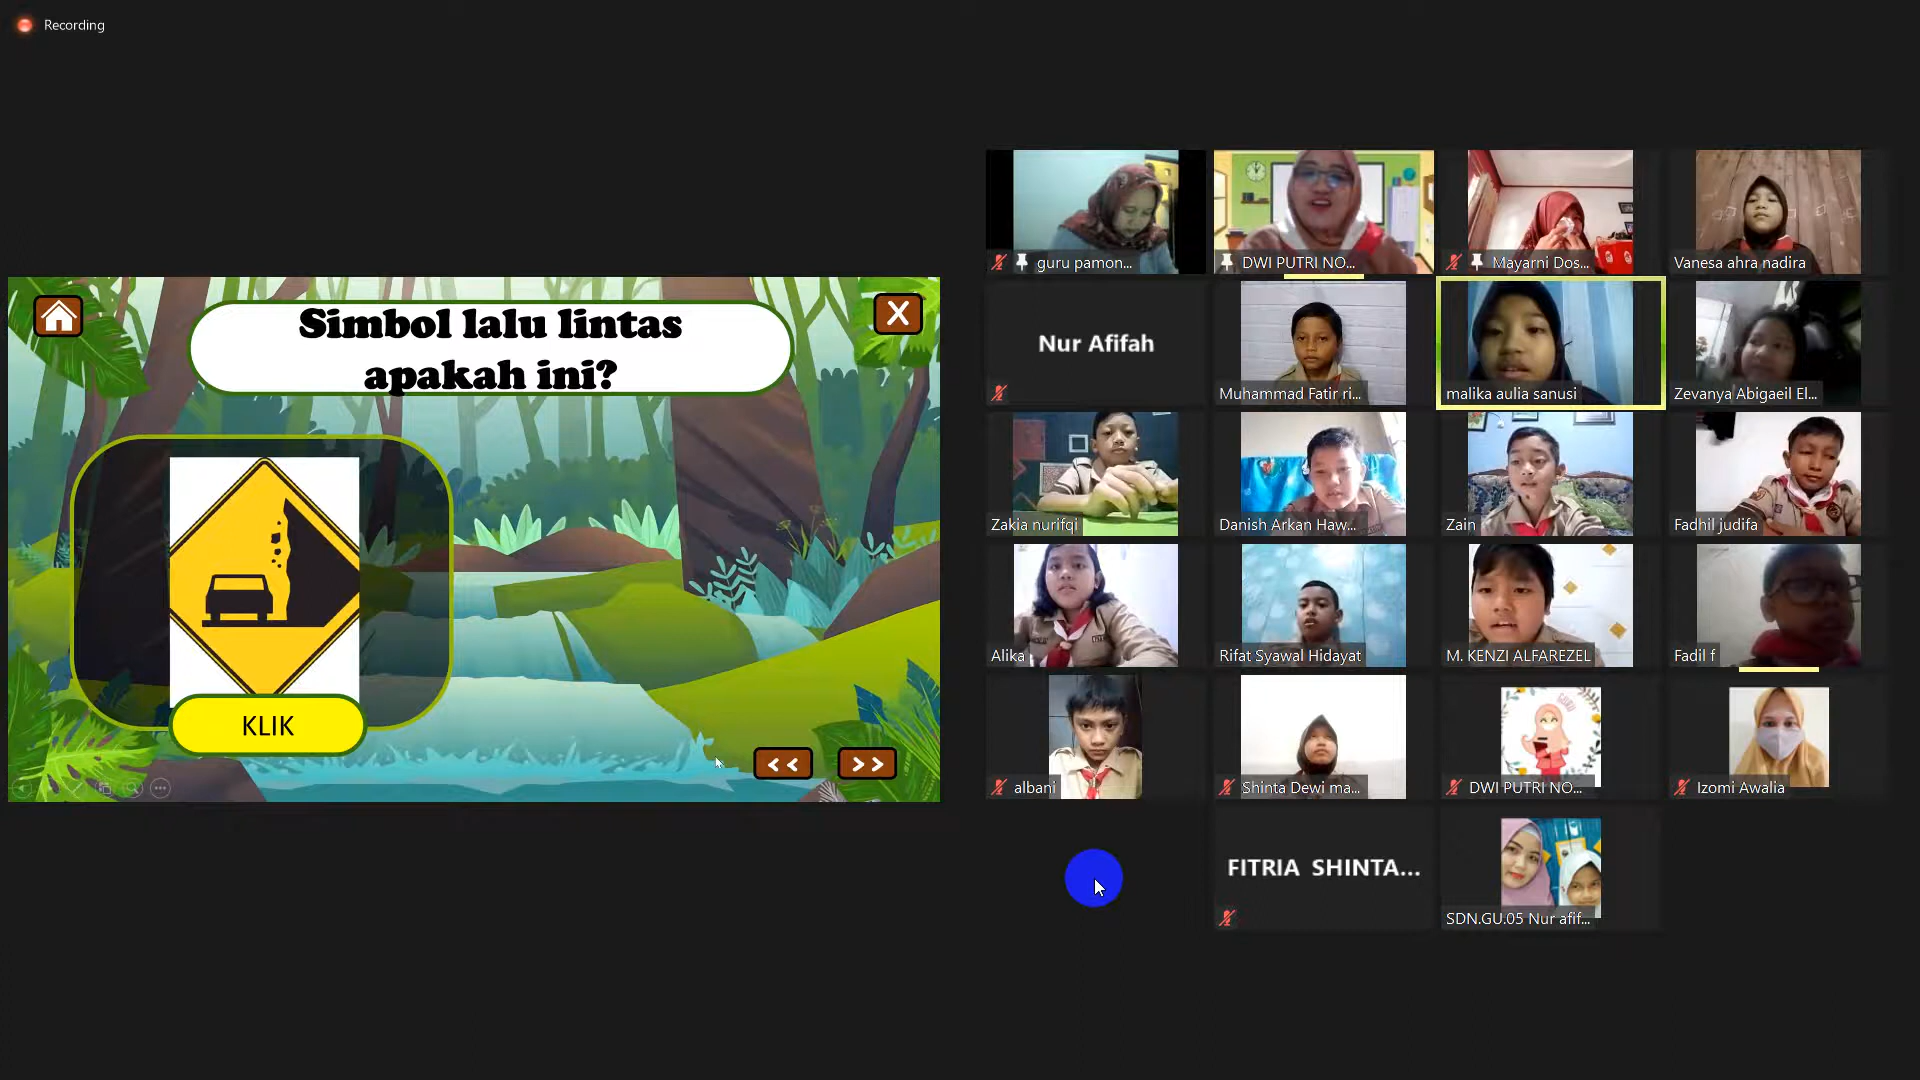 Recording
Simbol lalu lintas
apakah ini?
KLIK
<<
>>
guru pamon...
DWI PUTRI NO...
Mayarni Dos...
Vanesa ahra nadira
Nur Afifah
Muhammad Fatir ri...
malika aulia sanusi
Zevanya Abigaeil El...
Zakia nurifqi
Danish Arkan Haw...
Zain
Fadhil judifa
Alika
Rifat Syawal Hidayat
M. KENZI ALFAREZEL
Fadil f
albani
Shinta Dewi ma...
DWI PUTRI NO...
Izomi Awalia
FITRIA SHINTA...
SDN.GU.05 Nur afif...